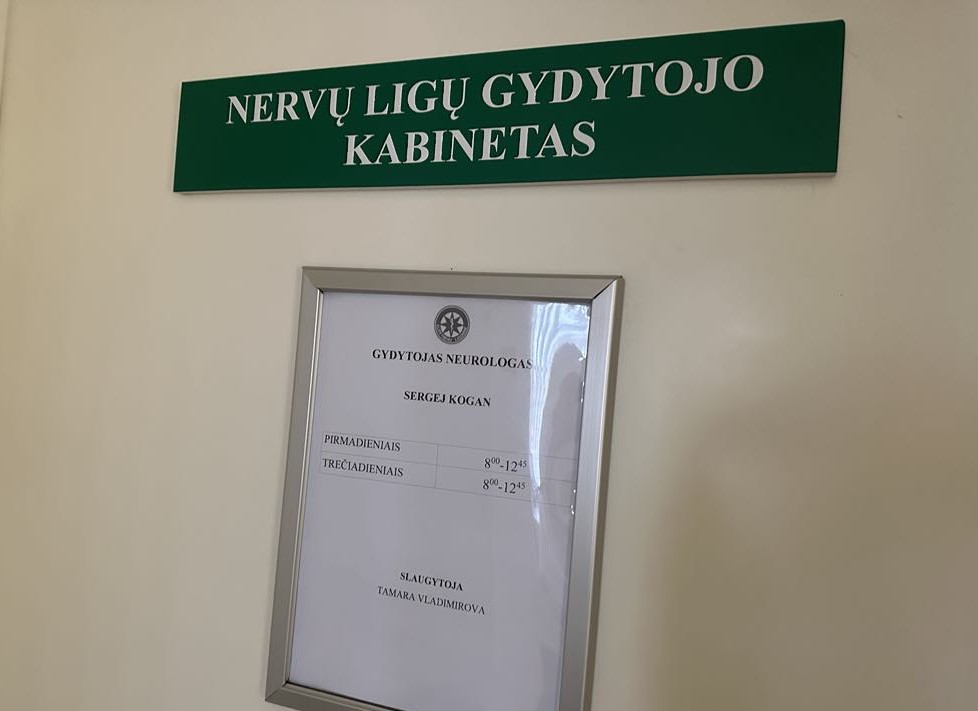 NERVŲ LIGŲ GYDYTOJO
KABINETAS
GYDYTOJAS NEUROLOGAS
SERGEJ KOGAN
PIRMADIENIAIS 8⁰⁰-12⁴⁵
TREČIADIENIAIS 8⁰⁰-12⁴⁵
SLAUGYTOJA
TAMARA VLADIMIROVA